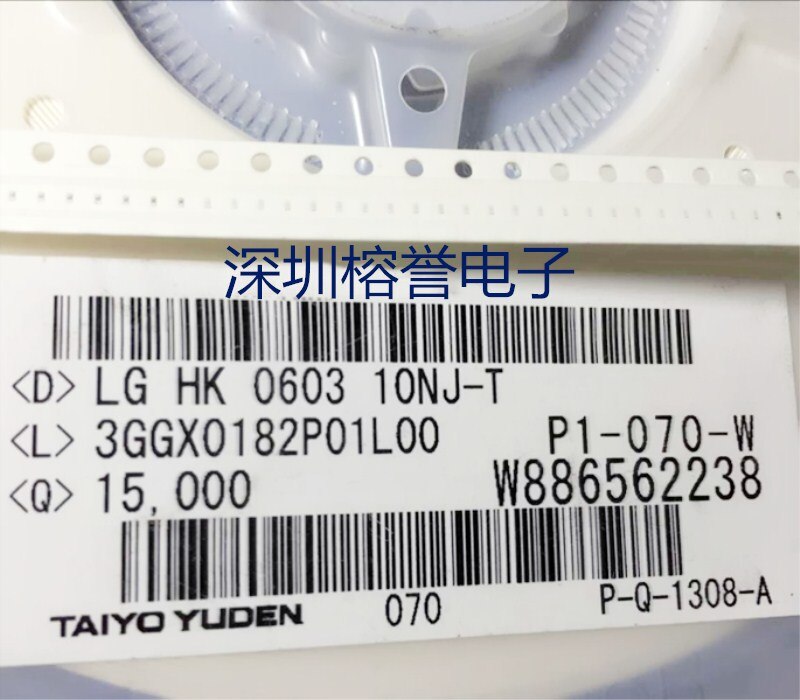 深圳榕誉电子
<D> LG HK 0603 10NJ-T
<L> 3GGX0182P01L00 P1-070-W
<Q> 15,000 W886562238
TAIYO YUDEN 070 P-Q-1308-A